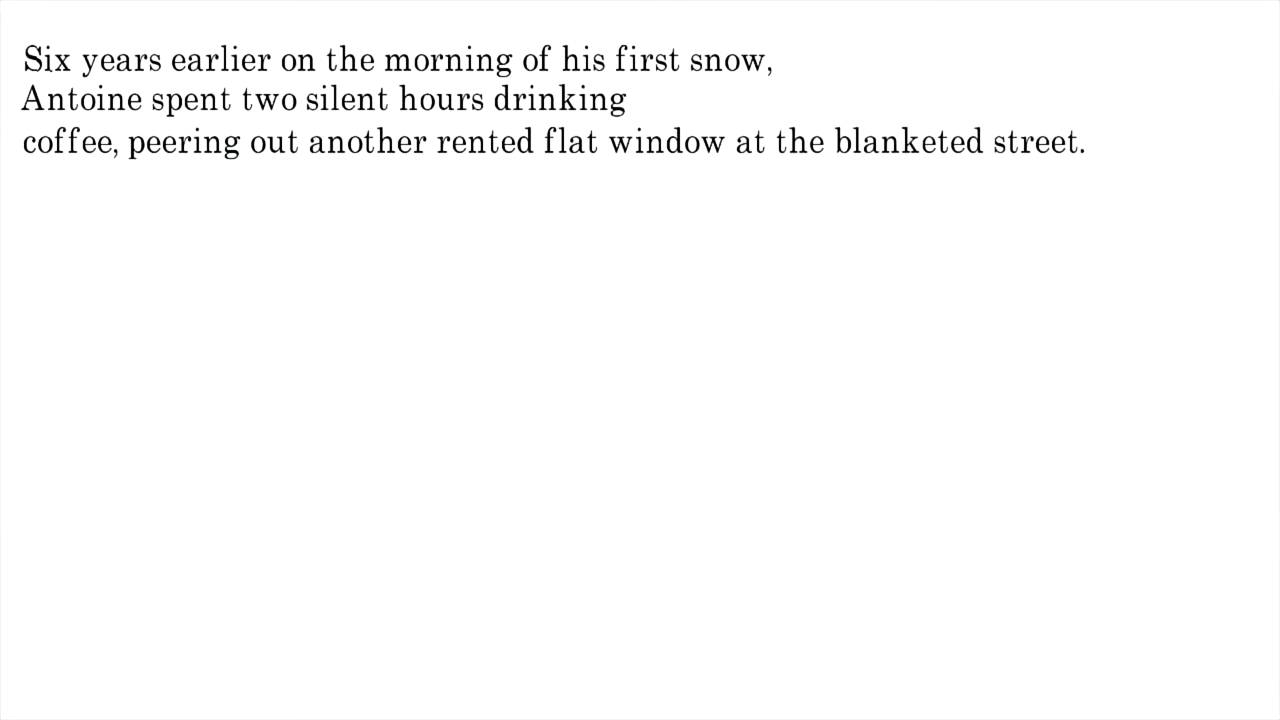 Six years earlier on the morning of his first snow,
Antoine spent two silent hours drinking
coffee, peering out another rented flat window at the blanketed street.